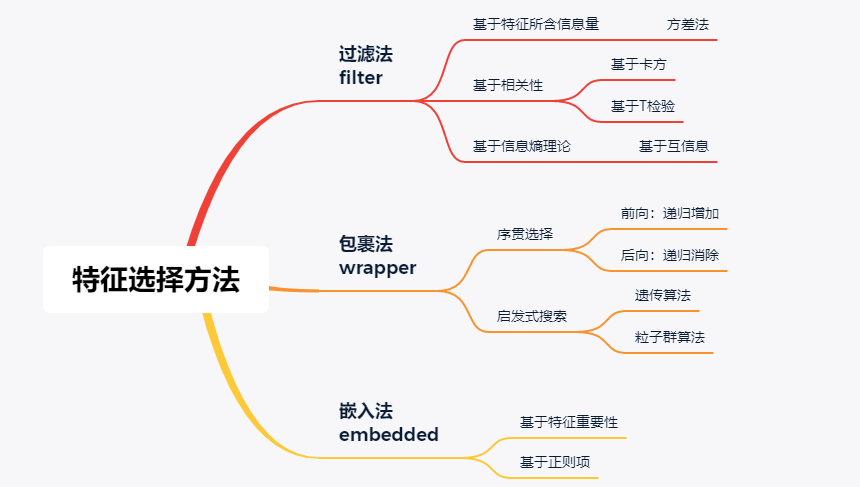 特征选择方法
过滤法
filter
基于特征所含信息量
方差法
基于相关性
基于卡方
基于T检验
基于信息熵理论
基于互信息
包裹法
wrapper
序贯选择
前向：递归增加
后向：递归消除
启发式搜索
遗传算法
粒子群算法
嵌入法
embedded
基于特征重要性
基于正则项